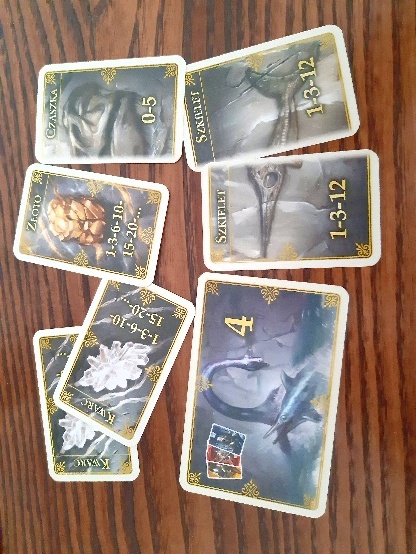 CZASZKA
0-5
SZKIELET
1-3-12
ZŁOTO
1-3-6-10-
15-20-...
SZKIELET
1-3-12
KWARC
1-3-6-10-
15-20-...
KWARC
4